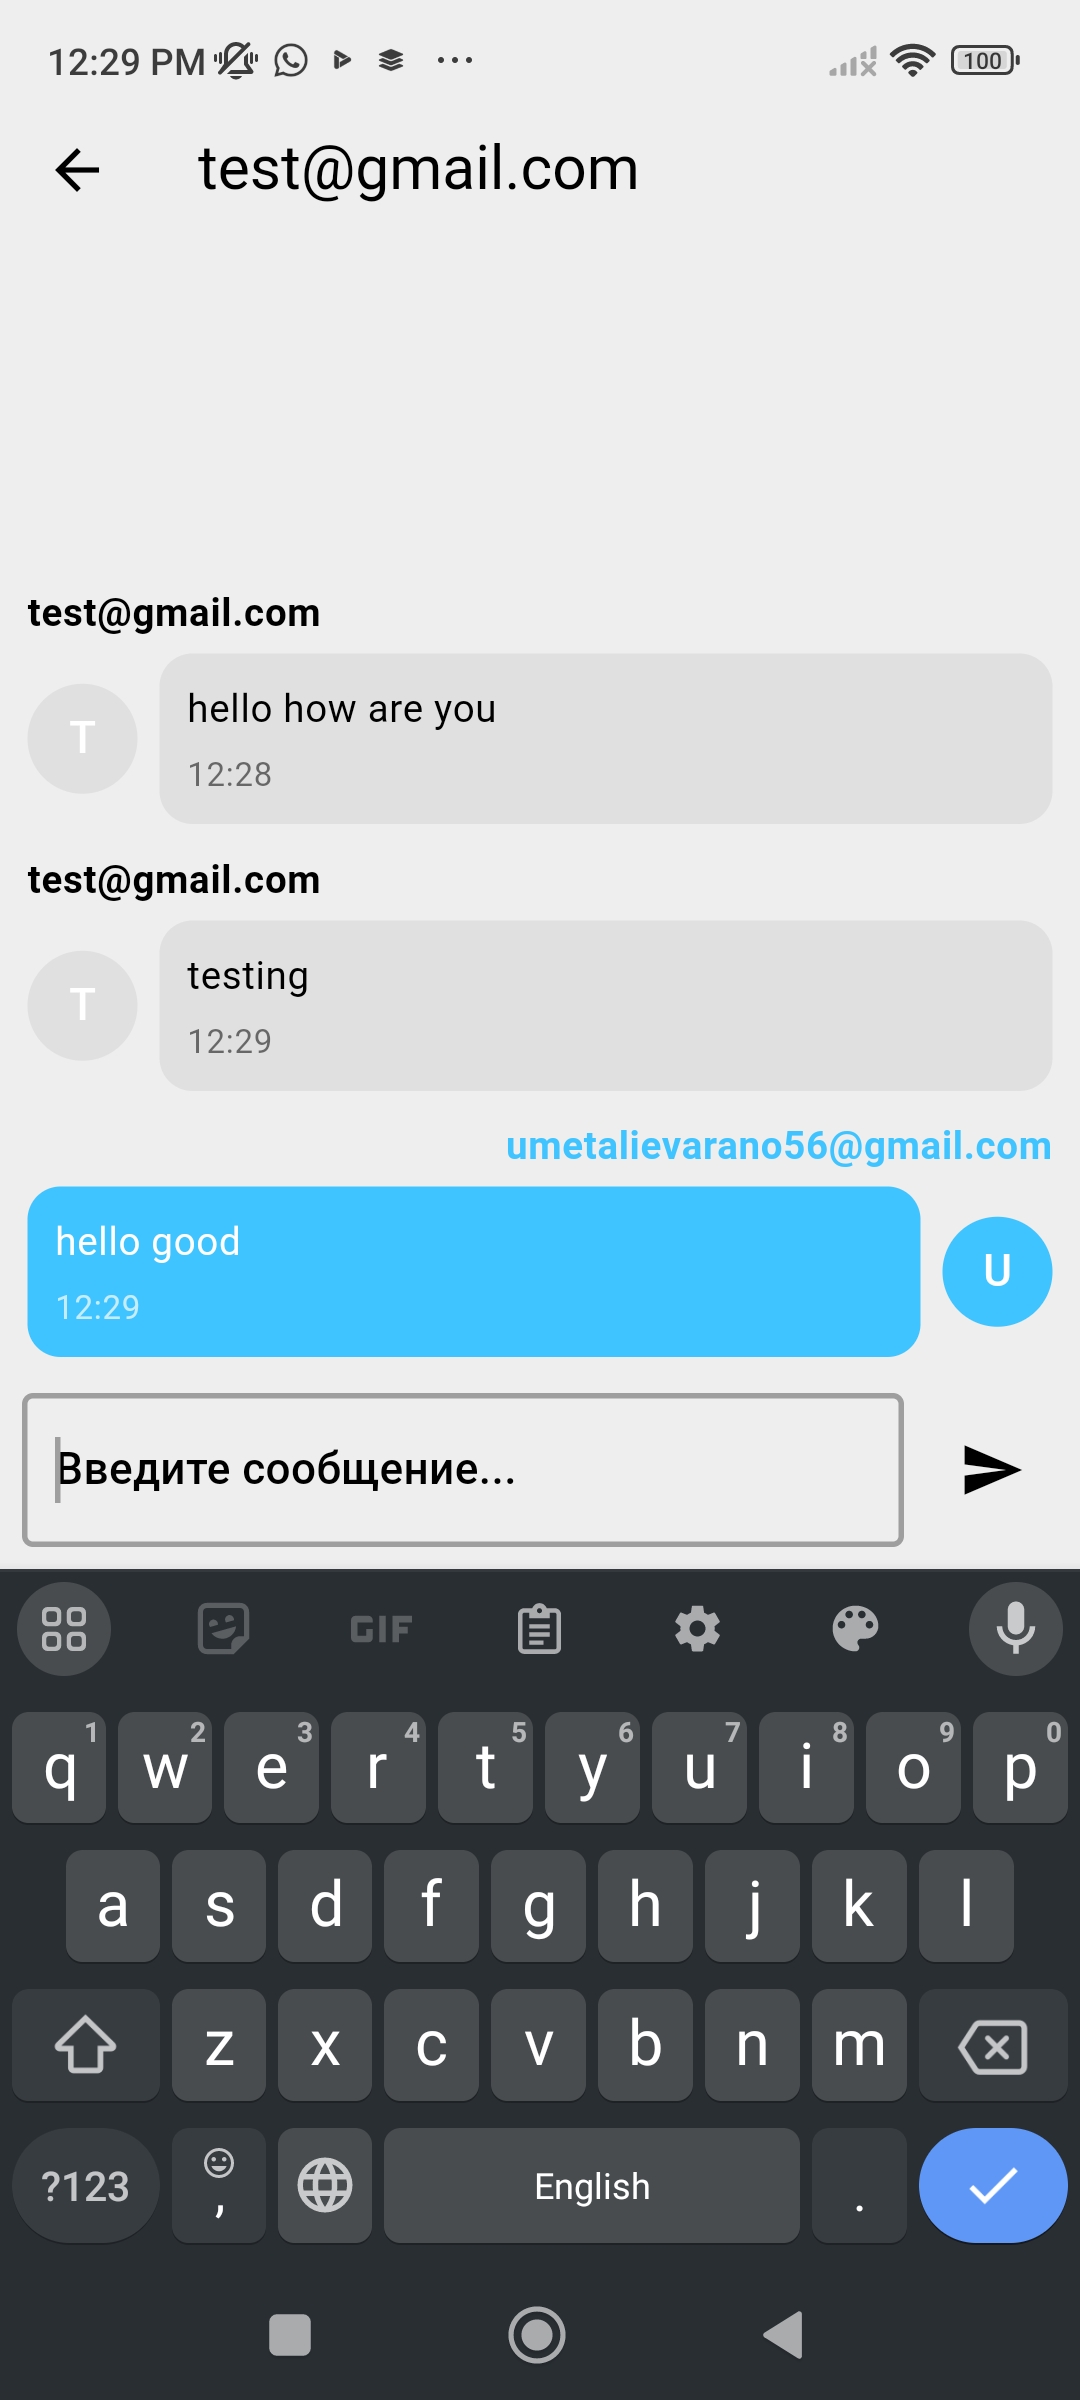 12:29 PM
100
test@gmail.com
test@gmail.com
T
hello how are you
12:28
test@gmail.com
T
testing
12:29
umetalievarano56@gmail.com
hello good
12:29
U
Введите сообщение...
GIF
q 1 w 2 e 3 r 4 t 5 y 6 u 7 i 8 o 9 p 0
a s d f g h j k l
z x c v b n m
?123 , English .